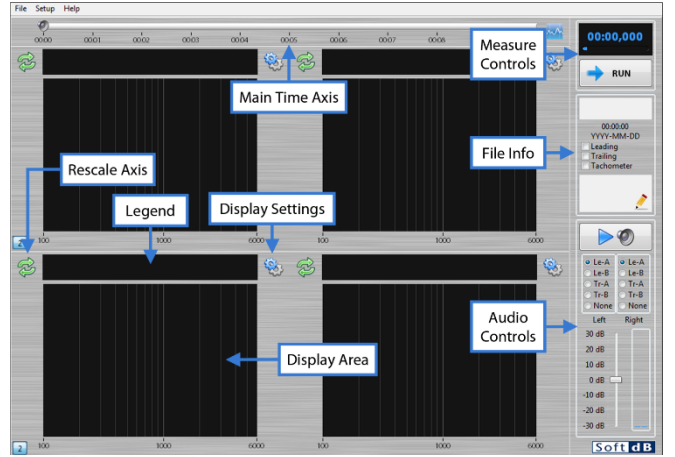 File Setup Help
0000 0001 0002 0003 0004 0005 0006 0007 0008
00:00,000
RUN
Measure
Controls
Main Time Axis
00:00:00
YYYY-MM-DD
Leading
Trailing
Tachometer
File Info
Rescale Axis
Legend
Display Settings
2 100 1000 6000 100 1000 6000
Le-A Le-A
Le-B Le-B
Tr-A Tr-A
Tr-B Tr-B
None None
Left Right
Audio
Controls
30 dB
20 dB
10 dB
0 dB
-10 dB
-20 dB
-30 dB
Display Area
2 100 1000 6000 100 1000 6000
Soft dB